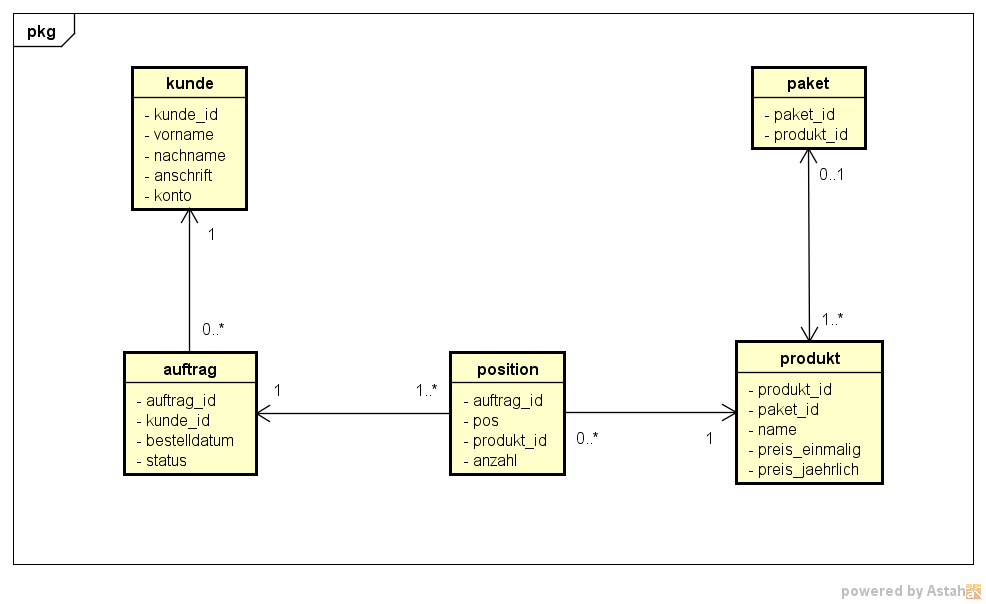 pkg
kunde
- kunde_id
- vorname
- nachname
- anschrift
- konto
paket
- paket_id
- produkt_id
0..1
1
0..*
1..*
auftrag
- auftrag_id
- kunde_id
- bestelldatum
- status
1
1..*
position
- auftrag_id
- pos
- produkt_id
- anzahl
0..*
1
produkt
- produkt_id
- paket_id
- name
- preis_einmalig
- preis_jaehrlich
powered by Astah